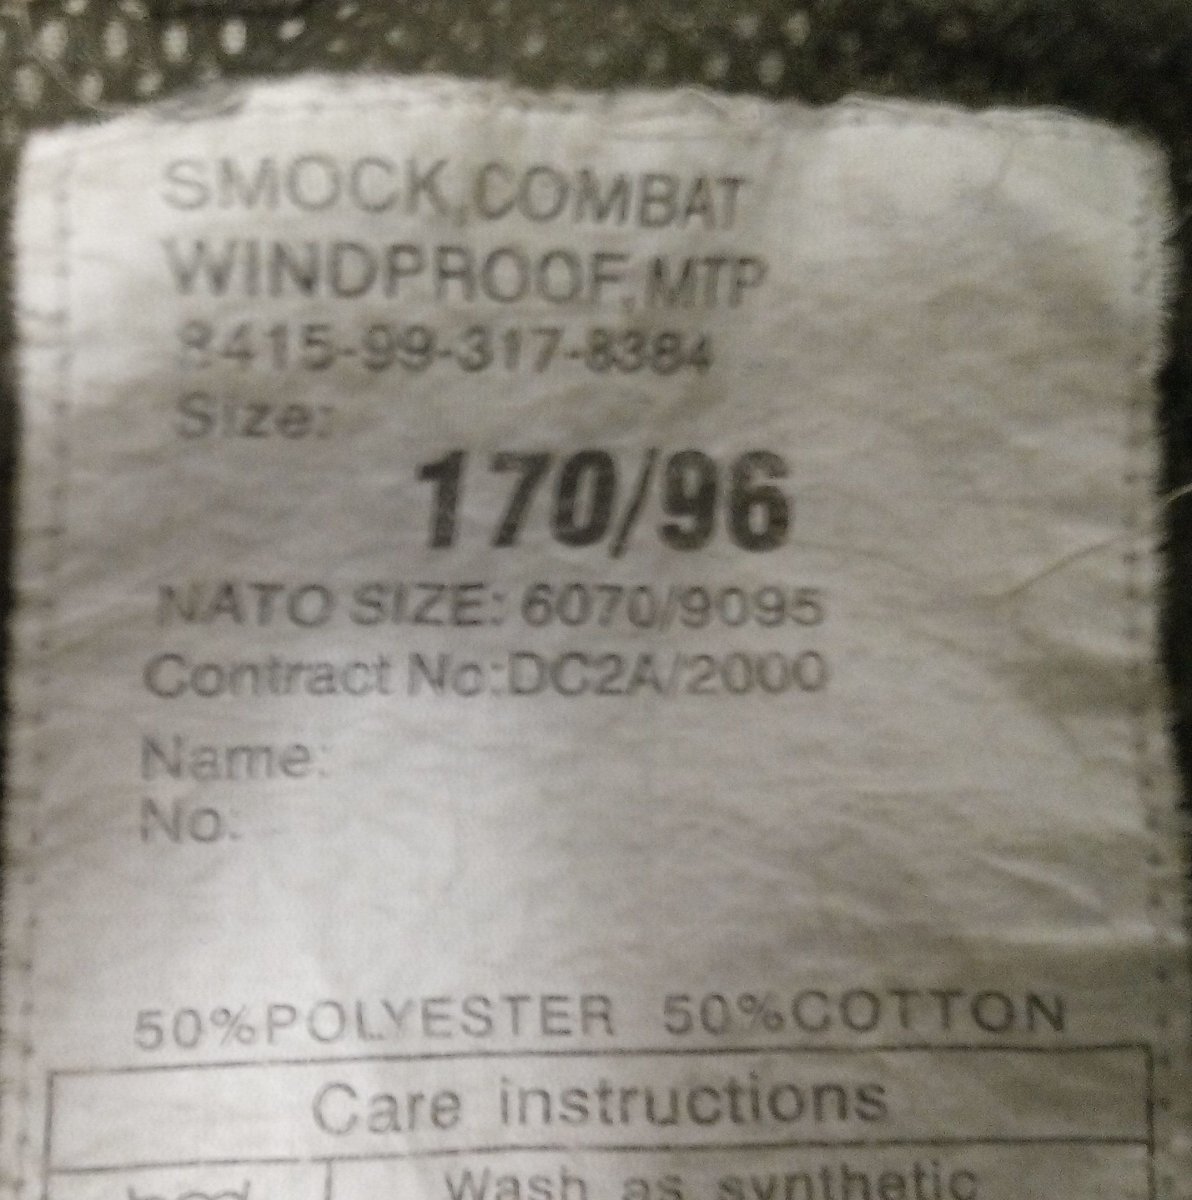 SMOCK,COMBAT
WINDPROOF,MTP
8415-99-317-8384
Size:
170/96
NATO SIZE: 6070/9095
Contract No:DC2A/2000
Name:
No:
50%POLYESTER 50%COTTON
Care instructions
Wash as synthetic